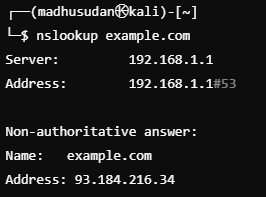 ┌──(madhusudan㉿kali)-[~]
└─$ nslookup example.com
Server:         192.168.1.1
Address:        192.168.1.1#53

Non-authoritative answer:
Name:   example.com
Address: 93.184.216.34